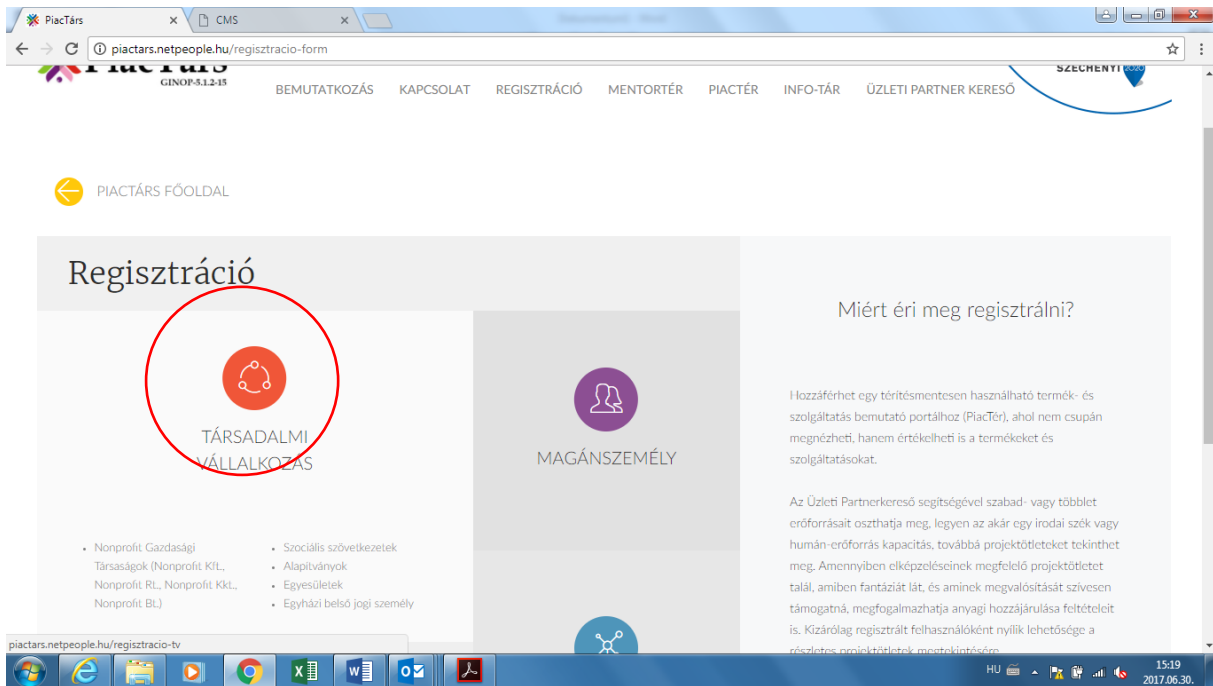 PiacTárs
CMS
piactars.netpeople.hu/regisztracio-form
PiacTárs
GINOP-5.1.2-15
BEMUTATKOZÁS KAPCSOLAT REGISZTRÁCIÓ MENTORTÉR PIACTÉR INFO-TÁR ÜZLETI PARTNER KERESŐ
SZÉCHENYI 2020
PIACTÁRS FŐOLDAL
Regisztráció
TÁRSADALMI
VÁLLALKOZÁS
Nonprofit Gazdasági
Társaságok (Nonprofit Kft.,
Nonprofit Rt., Nonprofit Kkt.,
Nonprofit Bt.)
Szociális szövetkezetek
Alapítványok
Egyesületek
Egyházi belső jogi személy
MAGÁNSZEMÉLY
Miért éri meg regisztrálni?
Hozzáférhet egy térítésmentesen használható termék- és
szolgáltatás bemutató portálhoz (PiacTér), ahol nem csupán
megnézheti, hanem értékelheti is a termékeket és
szolgáltatásokat.
Az Üzleti Partnerkereső segítségével szabad- vagy többlet
erőforrásait oszthatja meg, legyen az akár egy irodai szék vagy
humán-erőforrás kapacitás, továbbá projektötleteket tekinthet
meg. Amennyiben elképzeléseinek megfelelő projektötletet
talál, amiben fantáziát lát, és aminek megvalósítását szívesen
támogatná, megfogalmazhatja anyagi hozzájárulása feltételeit
is. Kizárólag regisztrált felhasználóként nyílik lehetősége a
részletes projektötletek megtekintésére
piactars.netpeople.hu/regisztracio-tv
HU
15:19
2017.06.30.